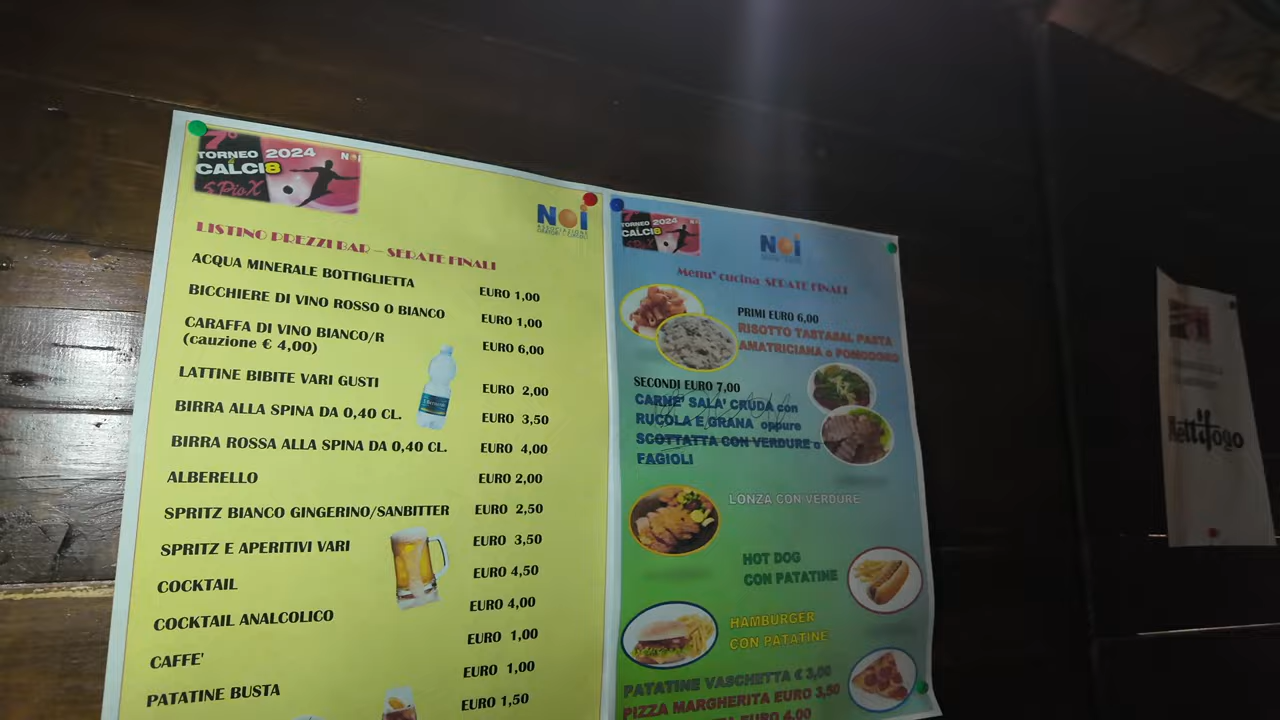 7°
TORNEO 2024
CALCI8
S.Pio X
NOI
NOI
ASSOCIAZIONE
LISTINO PREZZI BAR – SERATE FINALI
ACQUA MINERALE BOTTIGLIETTA EURO 1,00
BICCHIERE DI VINO ROSSO O BIANCO EURO 1,00
CARAFFA DI VINO BIANCO/R EURO 6,00
(cauzione € 4,00)
LATTINE BIBITE VARI GUSTI EURO 2,00
BIRRA ALLA SPINA DA 0,40 CL. EURO 3,50
BIRRA ROSSA ALLA SPINA DA 0,40 CL. EURO 4,00
ALBERELLO EURO 2,00
SPRITZ BIANCO GINGERINO/SANBITTER EURO 2,50
SPRITZ E APERITIVI VARI EURO 3,50
COCKTAIL EURO 4,50
COCKTAIL ANALCOLICO EURO 4,00
CAFFE' EURO 1,00
PATATINE BUSTA EURO 1,00
EURO 1,50
7°
TORNEO 2024
CALCI8
S.Pio X
NOI
Menu' cucina SERATE FINALI
PRIMI EURO 6,00
RISOTTO TASTASAL PASTA
AMATRICIANA o POMODORO
SECONDI EURO 7,00
CARNE' SALA' CRUDA con
RUCOLA E GRANA oppure
SCOTTATTA CON VERDURE o
FAGIOLI
LONZA CON VERDURE
HOT DOG
CON PATATINE
HAMBURGER
CON PATATINE
PATATINE VASCHETTA € 3,00
PIZZA MARGHERITA EURO 3,50
EURO 4,00